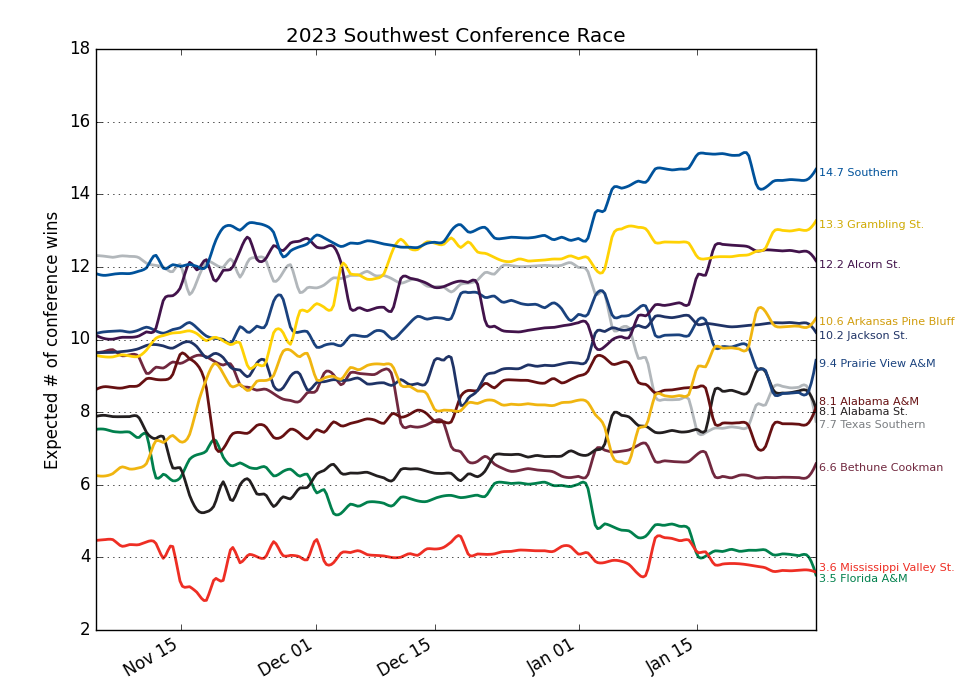 2023 Southwest Conference Race
Expected # of conference wins
18
16
14
12
10
8
6
4
2
Nov 15
Dec 01
Dec 15
Jan 01
Jan 15
14.7 Southern
13.3 Grambling St.
12.2 Alcorn St.
10.6 Arkansas Pine Bluff
10.2 Jackson St.
9.4 Prairie View A&M
8.1 Alabama A&M
8.1 Alabama St.
7.7 Texas Southern
6.6 Bethune Cookman
3.6 Mississippi Valley St.
3.5 Florida A&M